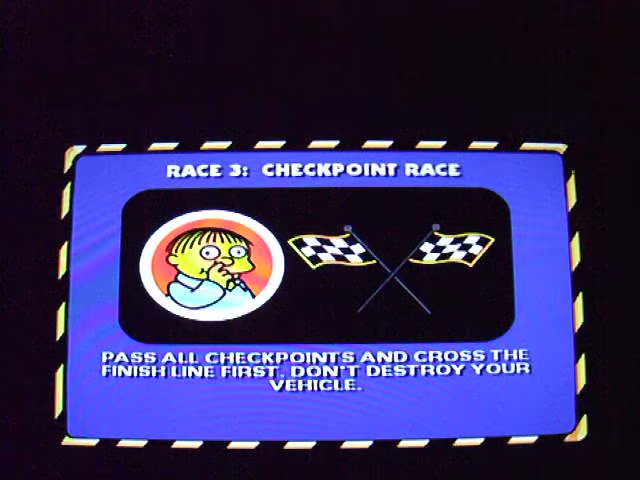 RACE 3: CHECKPOINT RACE
PASS ALL CHECKPOINTS AND CROSS THE
FINISH LINE FIRST. DON'T DESTROY YOUR
VEHICLE.